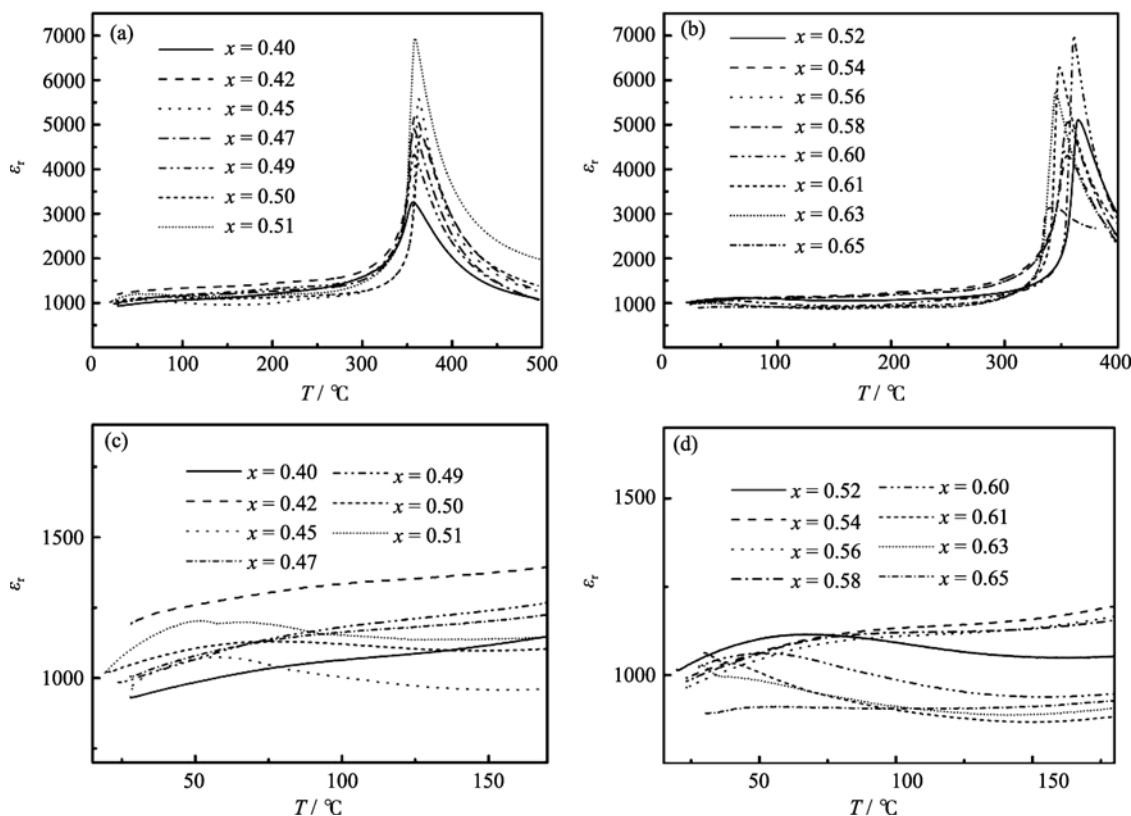 (a)
x = 0.40
x = 0.42
x = 0.45
x = 0.47
x = 0.49
x = 0.50
x = 0.51
7000
6000
5000
4000
3000
2000
1000
εr
0 100 200 300 400 500
T / °C
(b)
x = 0.52
x = 0.54
x = 0.56
x = 0.58
x = 0.60
x = 0.61
x = 0.63
x = 0.65
7000
6000
5000
4000
3000
2000
1000
εr
0 100 200 300 400
T / °C
(c)
x = 0.40 x = 0.49
x = 0.42 x = 0.50
x = 0.45 x = 0.51
x = 0.47
1500
1000
εr
50 100 150
T / °C
(d)
x = 0.52 x = 0.60
x = 0.54 x = 0.61
x = 0.56 x = 0.63
x = 0.58 x = 0.65
1500
1000
εr
50 100 150
T / °C